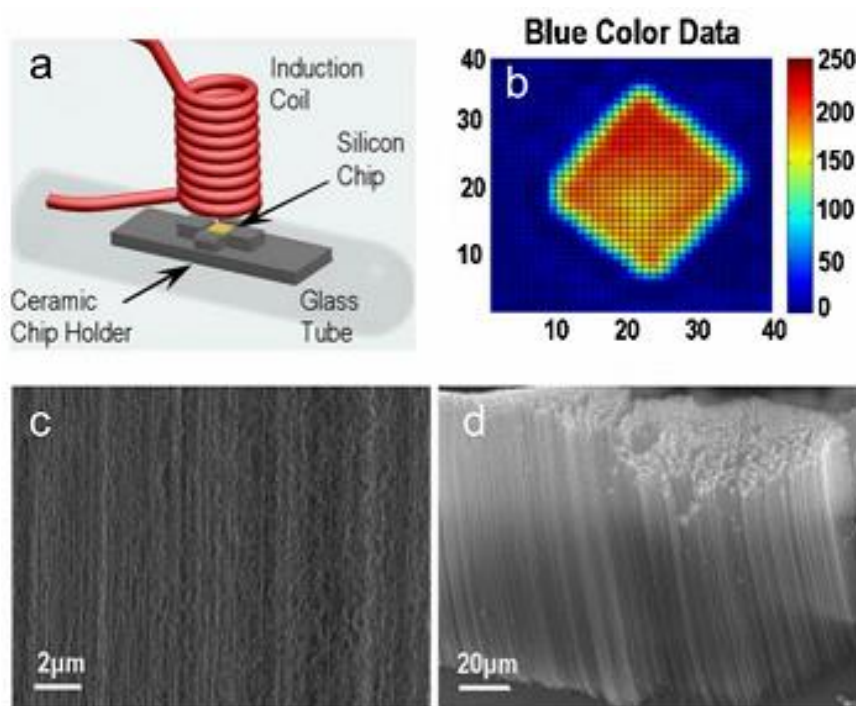 a
Induction
Coil
Silicon
Chip
Ceramic
Chip Holder
Glass
Tube
Blue Color Data
b
40
30
20
10
10 20 30 40
250
200
150
100
50
0
c
2μm
d
20μm